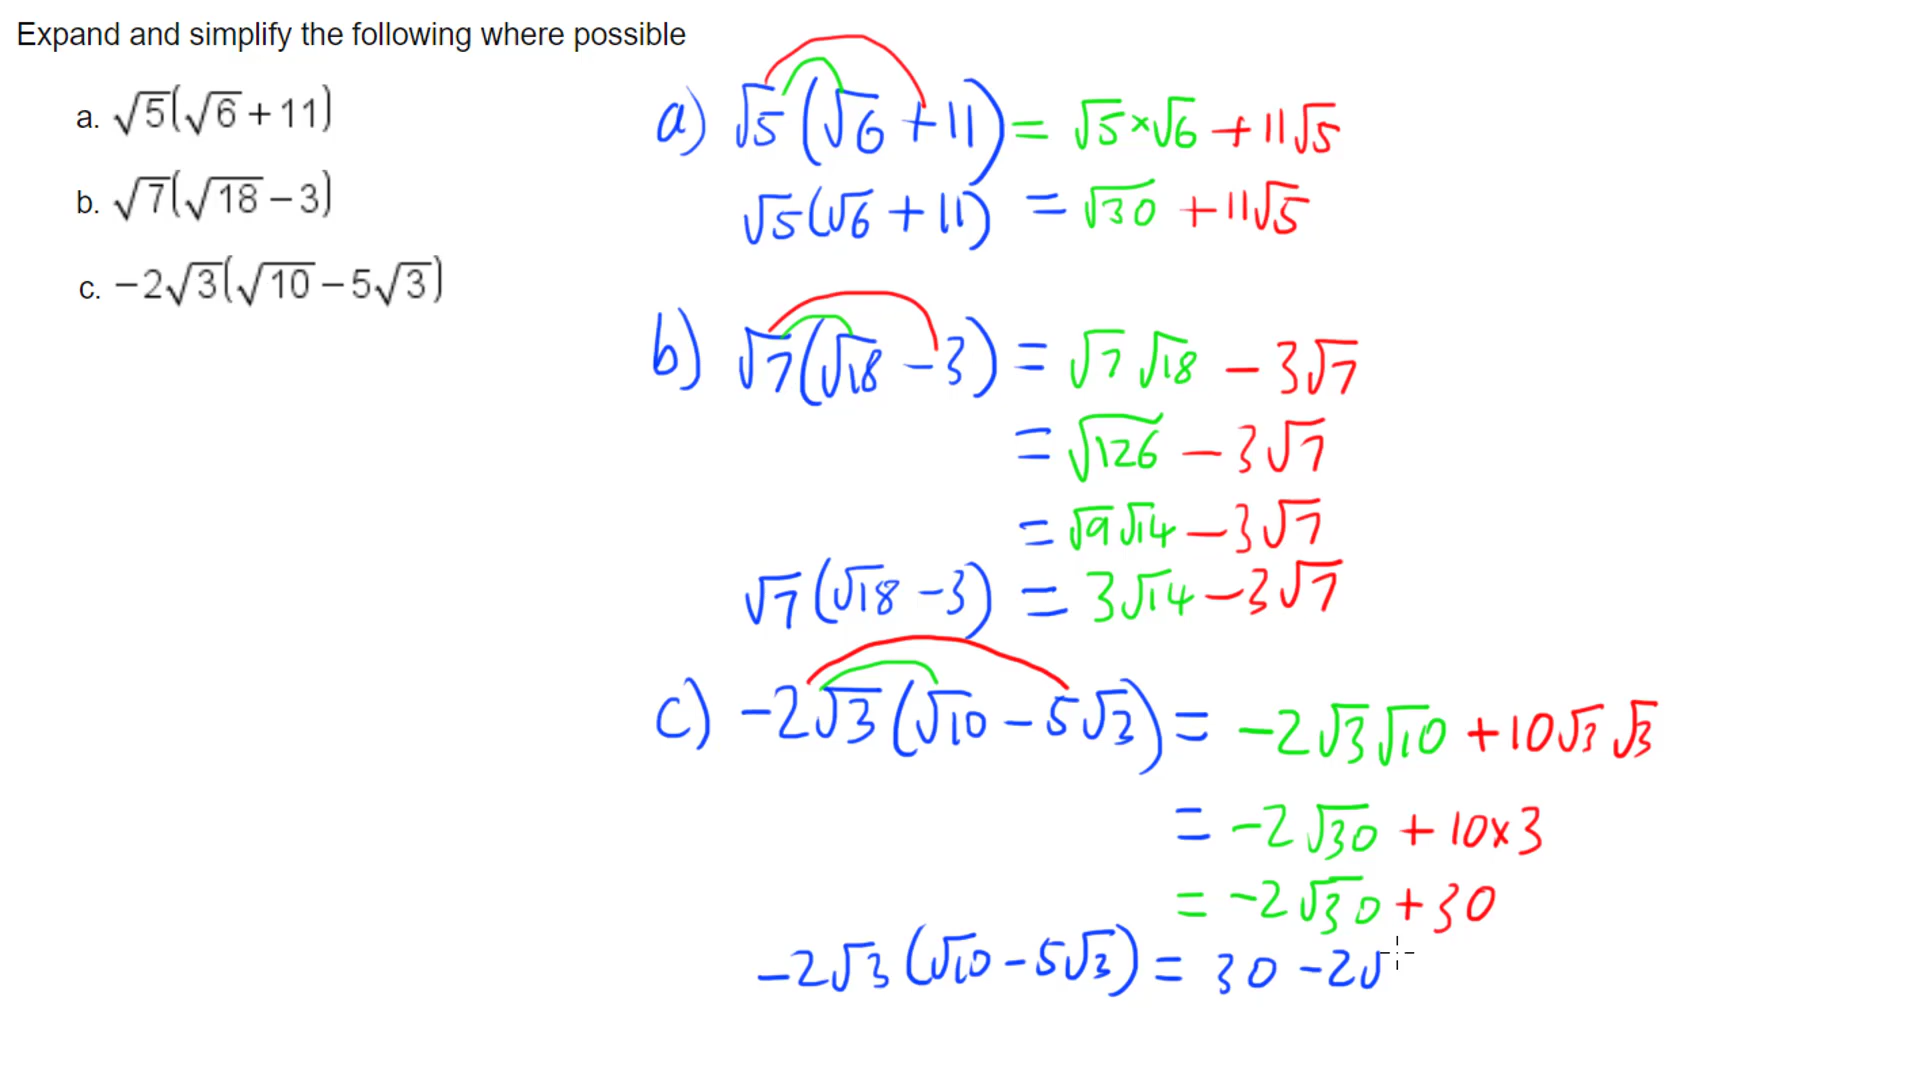 Expand and simplify the following where possible
a. √5(√6 + 11)
b. √7(√18 − 3)
c. −2√3(√10 − 5√3)
a) √5(√6 + 11) = √5 × √6 + 11√5
√5(√6 + 11) = √30 + 11√5
b) √7(√18 − 3) = √7 √18 − 3√7
= √126 − 3√7
= √9 √14 − 3√7
√7(√18 − 3) = 3√14 − 3√7
c) −2√3(√10 − 5√3) = −2√3 √10 + 10√3 √3
= −2√30 + 10 × 3
= −2√30 + 30
−2√3(√10 − 5√3) = 30 − 2√